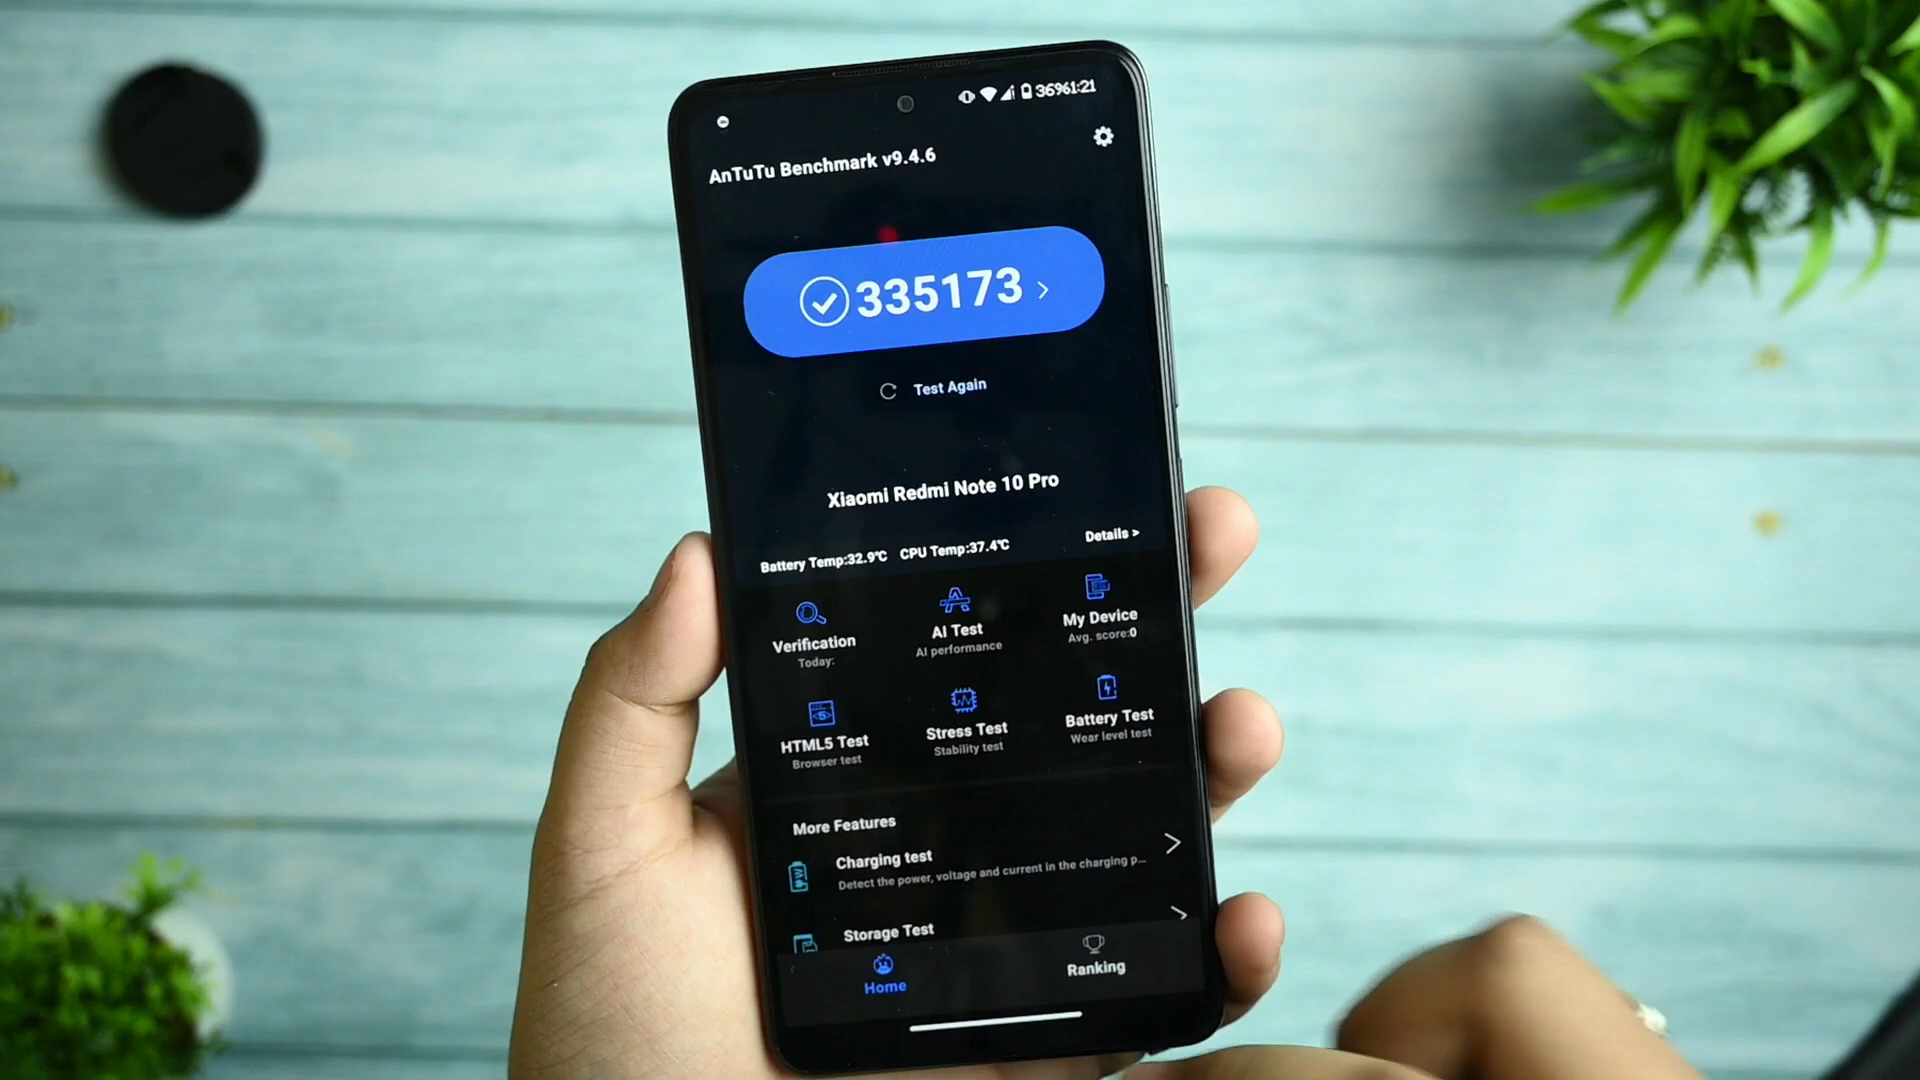 36%1:21
AnTuTu Benchmark v9.4.6
335173
Test Again
Xiaomi Redmi Note 10 Pro
Battery Temp:32.9℃ CPU Temp:37.4℃ Details >
Verification
Today:
AI Test
AI performance
My Device
Avg. score:0
HTML5 Test
Browser test
Stress Test
Stability test
Battery Test
Wear level test
More Features
Charging test
Detect the power, voltage and current in the charging p...
Storage Test
Home
Ranking